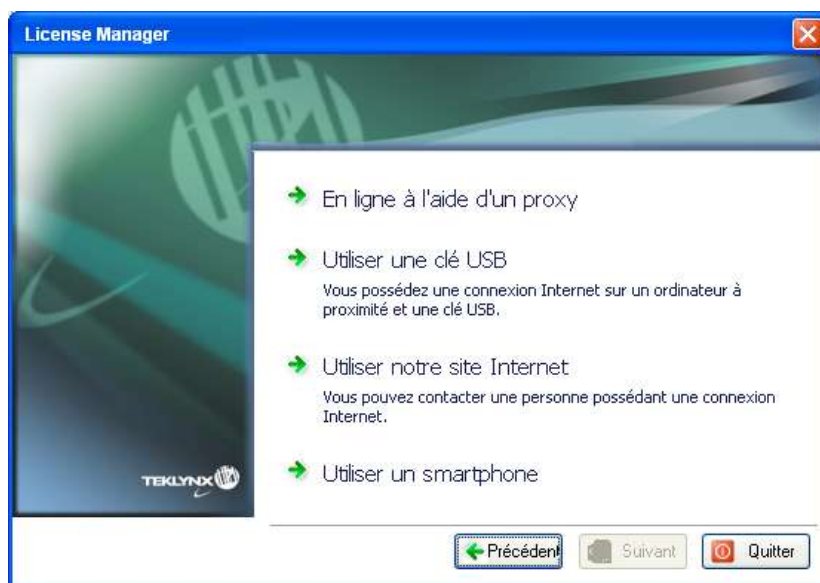 License Manager
En ligne à l'aide d'un proxy
Utiliser une clé USB
Vous possédez une connexion Internet sur un ordinateur à
proximité et une clé USB.
Utiliser notre site Internet
Vous pouvez contacter une personne possédant une connexion
Internet.
Utiliser un smartphone
TEKLYNX
Précédent
Suivant
Quitter